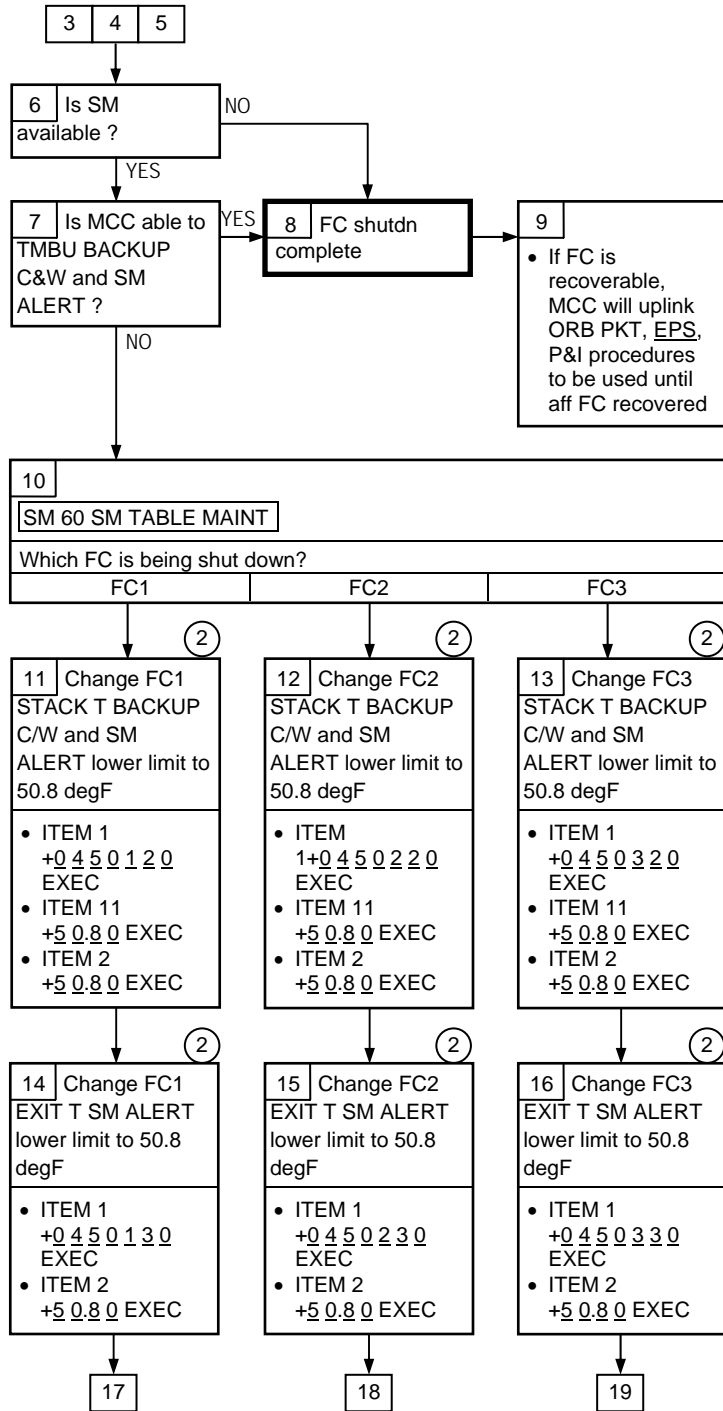 3 4 5
6 Is SM
available ?
NO
YES
7 Is MCC able to
TMBU BACKUP
C&W and SM
ALERT ?
YES
NO
8 FC shutdn
complete
9
• If FC is
recoverable,
MCC will uplink
ORB PKT, EPS,
P&I procedures
to be used until
aff FC recovered
10
SM 60 SM TABLE MAINT
Which FC is being shut down?
FC1 FC2 FC3
2
11 Change FC1
STACK T BACKUP
C/W and SM
ALERT lower limit to
50.8 degF
• ITEM 1
+0 4 5 0 1 2 0
EXEC
• ITEM 11
+5 0.8 0 EXEC
• ITEM 2
+5 0.8 0 EXEC
2
12 Change FC2
STACK T BACKUP
C/W and SM
ALERT lower limit to
50.8 degF
• ITEM
1+0 4 5 0 2 2 0
EXEC
• ITEM 11
+5 0.8 0 EXEC
• ITEM 2
+5 0.8 0 EXEC
2
13 Change FC3
STACK T BACKUP
C/W and SM
ALERT lower limit to
50.8 degF
• ITEM 1
+0 4 5 0 3 2 0
EXEC
• ITEM 11
+5 0.8 0 EXEC
• ITEM 2
+5 0.8 0 EXEC
2
14 Change FC1
EXIT T SM ALERT
lower limit to 50.8
degF
• ITEM 1
+0 4 5 0 1 3 0
EXEC
• ITEM 2
+5 0.8 0 EXEC
2
15 Change FC2
EXIT T SM ALERT
lower limit to 50.8
degF
• ITEM 1
+0 4 5 0 2 3 0
EXEC
• ITEM 2
+5 0.8 0 EXEC
2
16 Change FC3
EXIT T SM ALERT
lower limit to 50.8
degF
• ITEM 1
+0 4 5 0 3 3 0
EXEC
• ITEM 2
+5 0.8 0 EXEC
17 18 19